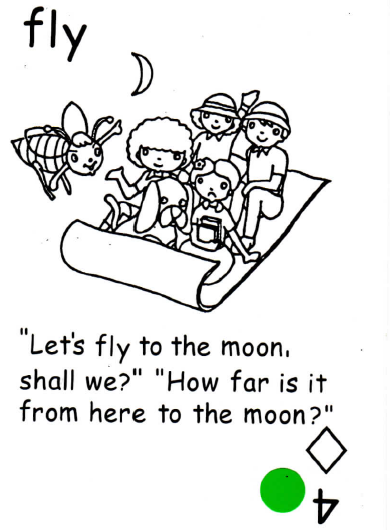 fly
"Let's fly to the moon,
shall we?" "How far is it
from here to the moon?"
4